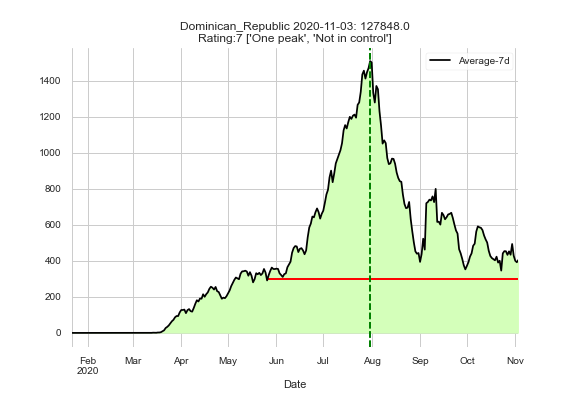 Dominican_Republic 2020-11-03: 127848.0
Rating:7 ['One peak', 'Not in control']
Average-7d
1400
1200
1000
800
600
400
200
0
Feb Mar Apr May Jun Jul Aug Sep Oct Nov
2020
Date